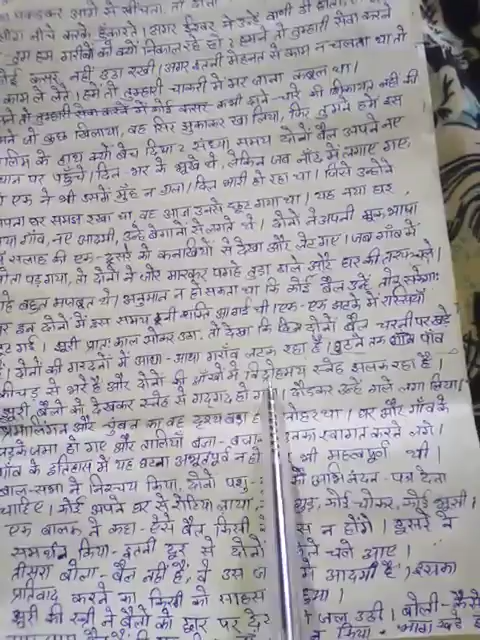 पकड़कर आगे से खींचता, तो दोनों
नीचे करके हुंकारते। अगर ईश्वर ने उन्हें वाणी दी होती,
तुम हम गरीबों को क्यों निकाल रहे हो? हमने तो तुम्हारी सेवा करने
कोई कसर नहीं उठा रखी। अगर इतनी मेहनत से काम न चलता था तो
काम ले लेते। हमें तो तुम्हारी चाकरी में मर जाना कबूल था।
कभी दाने-चारे की शिकायत नहीं की
जो कुछ खिलाया, वह सिर झुकाकर खा लिया, फिर तुमने हमें इस
जालिम के हाथ क्यों बेच दिया? संध्या समय दोनों बैल अपने नए
स्थान पर पहुँचे। दिन-भर के भूखे थे, लेकिन जब नाँद में लगाए गए,
एक ने भी उसमें मुँह न डाला। दिल भारी हो रहा था। जिसे उन्होंने
अपना घर समझ रखा था, वह आज उनसे छूट गया था। यह नया घर,
नया गाँव, नए आदमी, उन्हें बेगानों से लगते थे। दोनों ने अपनी मूक-भाषा
में सलाह की एक-दूसरे को कनखियों से देखा और लेट गए। जब गाँव में
सोता पड़ गया, तो दोनों ने जोर मारकर पगहे तुड़ा डाले और घर की तरफ चले।
पगहे बहुत मजबूत थे। अनुमान न हो सकता था कि कोई बैल उन्हें तोड़ सकेगा:
पर इन दोनों में इस समय दूनी शक्ति आ गई थी। एक-एक झटके में रस्सियाँ
टूट गईं। झूरी प्रातः काल सोकर उठा, तो देखा कि दोनों बैल चरनी पर खड़े
हैं। दोनों की गरदनों में आधा-आधा गराँव लटक रहा है। घुटने तक पाँव
कीचड़ से भरे हैं और दोनों की आँखों में विद्रोहमय स्नेह झलक रहा है
झूरी बैलों को देखकर स्नेह से गद्गद हो गया। दौड़कर उन्हें गले लगा लिया।
प्रेमालिंगन और चुंबन का वह दृश्य बड़ा मनोहर था। घर और गाँव के
लड़के जमा हो गए और तालियाँ बजा-बजा उनका स्वागत करने लगे।
गाँव के इतिहास में यह घटना अभूतपूर्व न हो भी महत्वपूर्ण थी।
बाल-सभा ने निश्चय किया, दोनों पशु- को अभिनंदन-पत्र देना
चाहिए। कोई अपने घर से रोटियाँ लाया, गुड़, कोई चोकर, कोई भूसी।
एक बालक ने कहा- ऐसे बैल किसी स न होंगे। दूसरे ने
समर्थन किया- इतनी दूर से दोनों चले आए।
तीसरा बोला- बैल नहीं हैं, वे उस ज में आदमी हैं। इसका
प्रतिवाद करने का किसी को साहस हुआ।
झूरी की स्त्री ने बैलों को द्वार पर दे जल उठी। बोली- कैसे